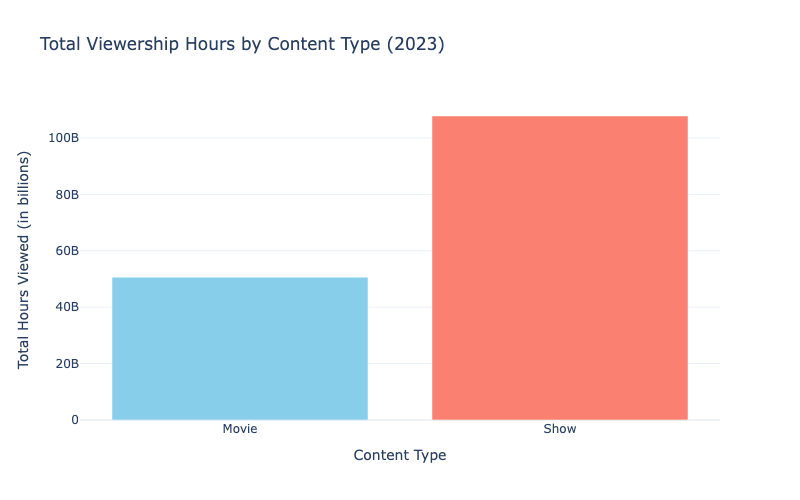 Total Viewership Hours by Content Type (2023)
Total Hours Viewed (in billions)
100B
80B
60B
40B
20B
0
Movie
Show
Content Type